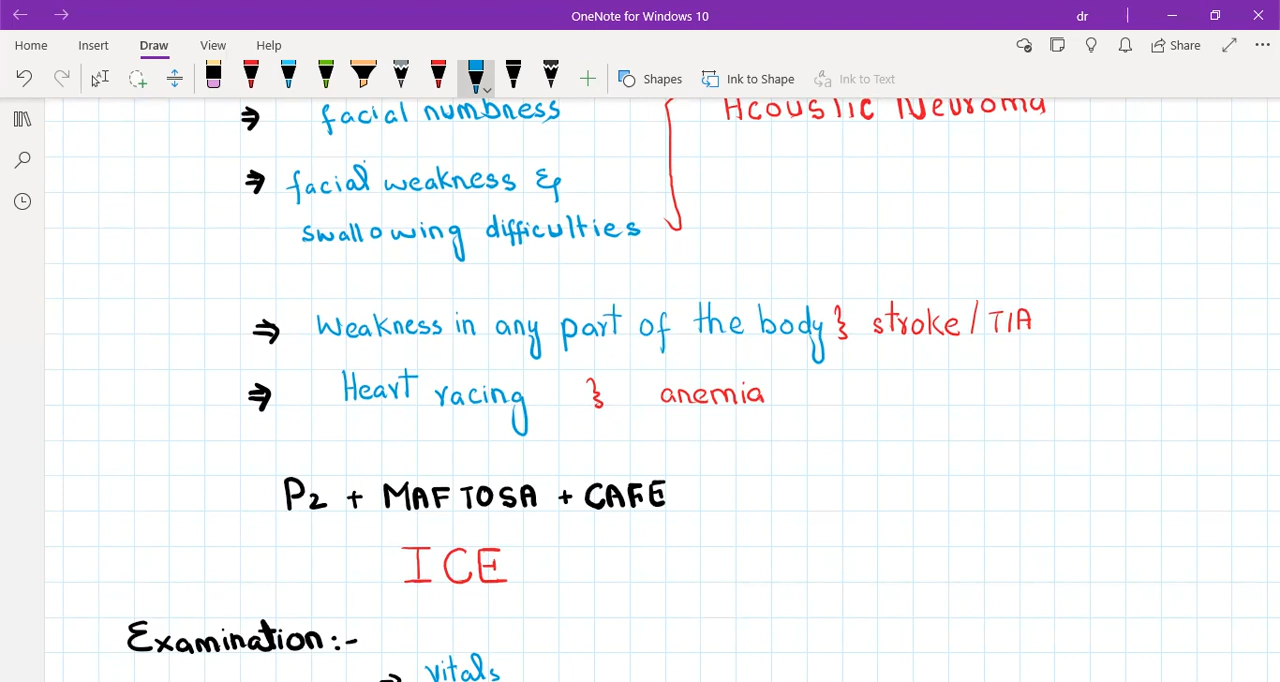 OneNote for Windows 10
dr
Home Insert Draw View Help
Share
Shapes Ink to Shape Ink to Text
⇒ facial numbness Acoustic Neuroma
⇒ facial weakness &
swallowing difficulties
⇒ Weakness in any part of the body } stroke/TIA
⇒ Heart racing } anemia
P2 + MAFTOSA + CAFE
ICE
Examination:-
→ vitals